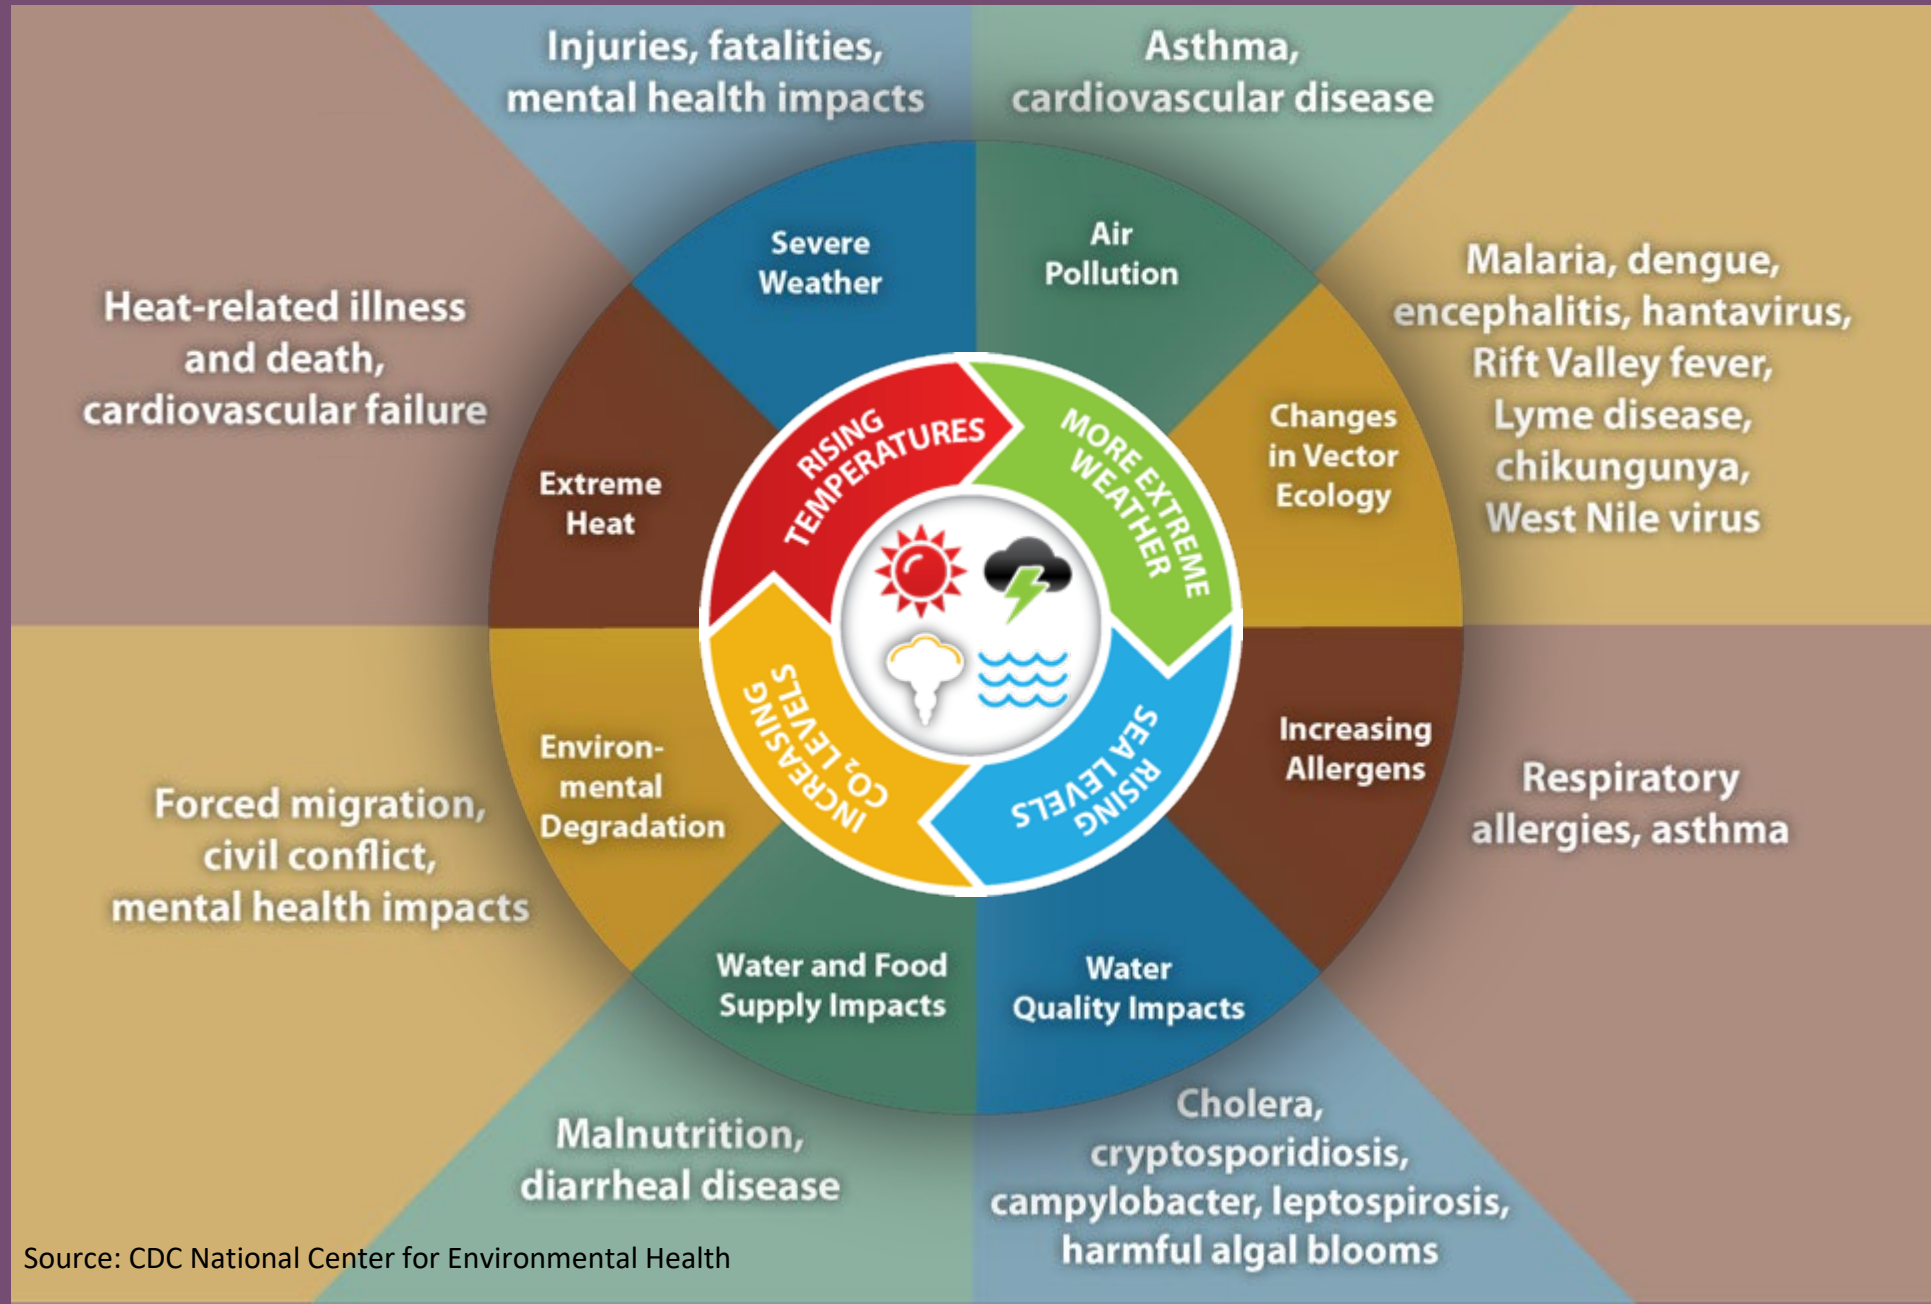 Injuries, fatalities,
mental health impacts
Asthma,
cardiovascular disease
Severe
Weather
Air
Pollution
Heat-related illness
and death,
cardiovascular failure
Malaria, dengue,
encephalitis, hantavirus,
Rift Valley fever,
Lyme disease,
chikungunya,
West Nile virus
Extreme
Heat
Changes
in Vector
Ecology
RISING
TEMPERATURES
MORE EXTREME
WEATHER
RISING
SEA LEVELS
INCREASING
CO₂ LEVELS
Environ-
mental
Degradation
Increasing
Allergens
Forced migration,
civil conflict,
mental health impacts
Respiratory
allergies, asthma
Water and Food
Supply Impacts
Water
Quality Impacts
Malnutrition,
diarrheal disease
Cholera,
cryptosporidiosis,
campylobacter, leptospirosis,
harmful algal blooms
Source: CDC National Center for Environmental Health